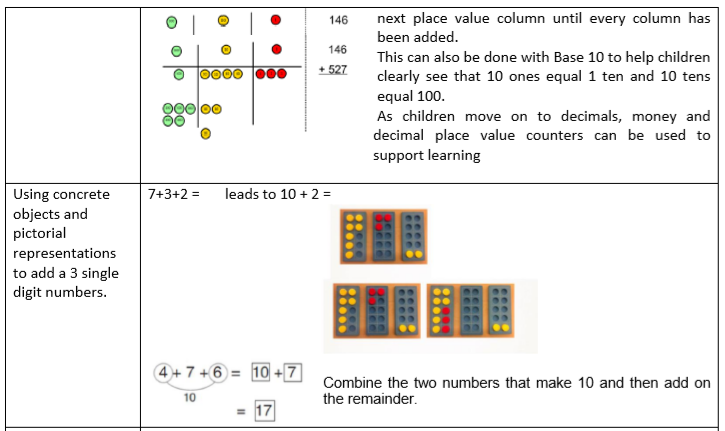 146
146
+ 527
next place value column until every column has
been added.
This can also be done with Base 10 to help children
clearly see that 10 ones equal 1 ten and 10 tens
equal 100.
As children move on to decimals, money and
decimal place value counters can be used to
support learning
Using concrete
objects and
pictorial
representations
to add a 3 single
digit numbers.
7+3+2 = leads to 10 + 2 =
4 + 7 + 6 = 10 + 7
10
= 17
Combine the two numbers that make 10 and then add on
the remainder.